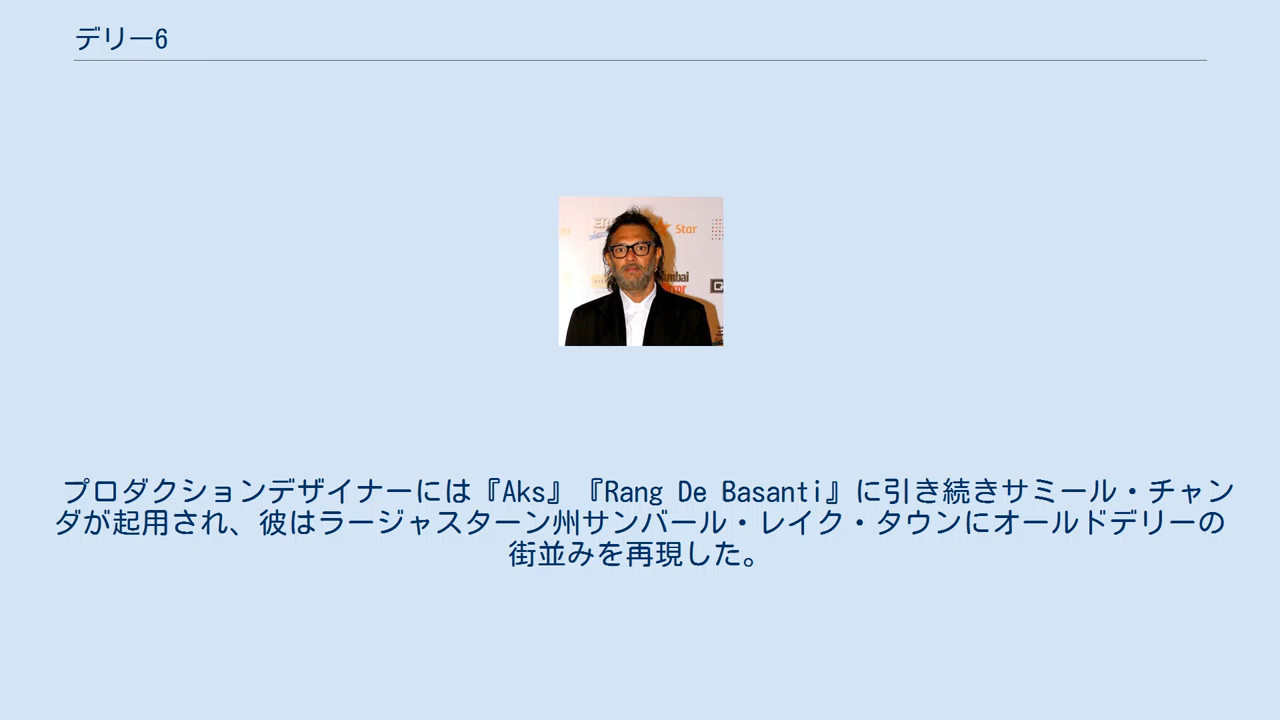 デリー6
Star
プロダクションデザイナーには『Aks』『Rang De Basanti』に引き続きサミール・チャン
ダが起用され、彼はラージャスターン州サンバール・レイク・タウンにオールドデリーの
街並みを再現した。